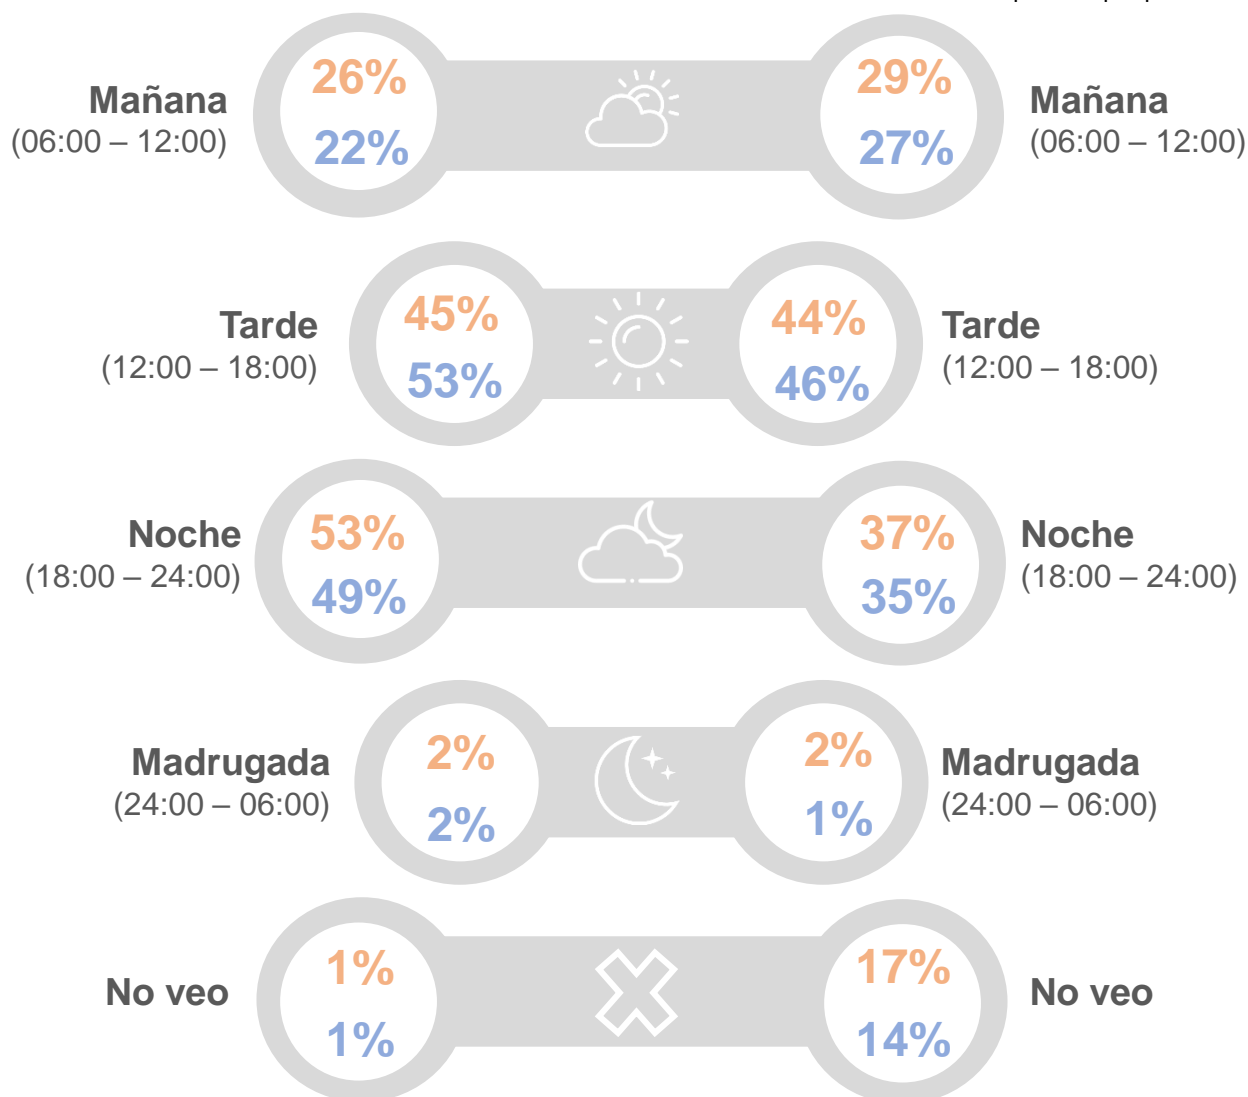 Mañana
(06:00 – 12:00)
26%
22%
29%
27%
Mañana
(06:00 – 12:00)
Tarde
(12:00 – 18:00)
45%
53%
44%
46%
Tarde
(12:00 – 18:00)
Noche
(18:00 – 24:00)
53%
49%
37%
35%
Noche
(18:00 – 24:00)
Madrugada
(24:00 – 06:00)
2%
2%
2%
1%
Madrugada
(24:00 – 06:00)
No veo
1%
1%
17%
14%
No veo